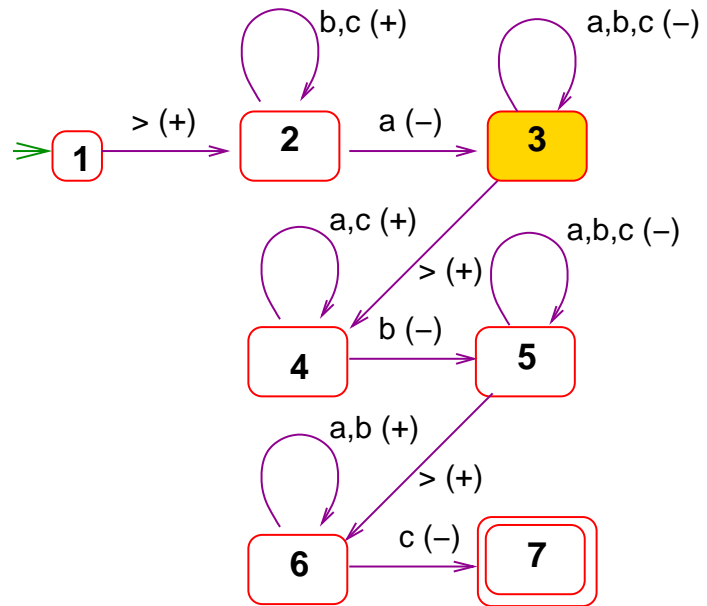 b,c (+)
a,b,c (–)
> (+)
a (–)
1
2
3
a,c (+)
a,b,c (–)
> (+)
b (–)
4
5
a,b (+)
> (+)
c (–)
6
7